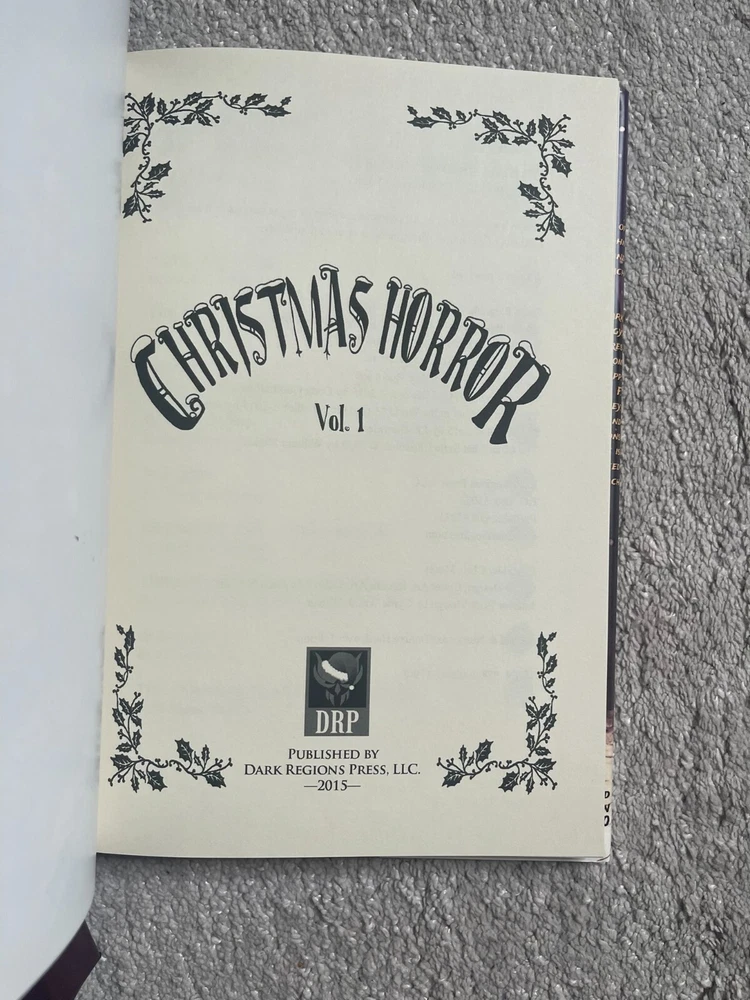 CHRISTMAS HORROR
Vol. 1
DRP
PUBLISHED BY
DARK REGIONS PRESS, LLC.
—2015—